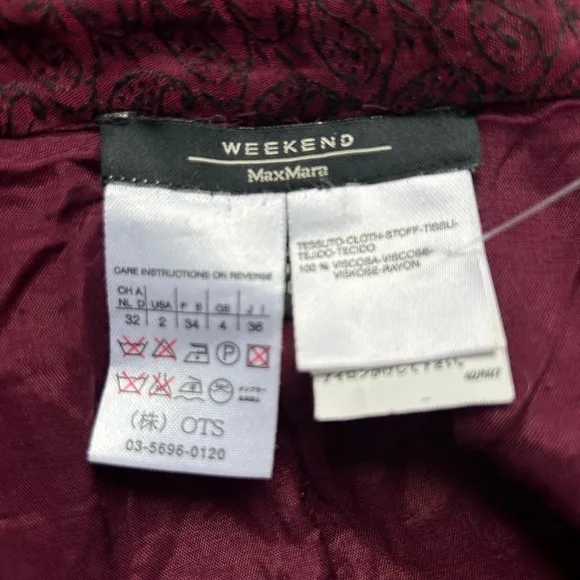 WEEKEND
MaxMara
CARE INSTRUCTIONS ON REVERSE
CH A
NL D USA F B GB J I
32 2 34 4 36
P
(株) OTS
03-5696-0120
TESSUTO-CLOTH-STOFF-TISSU-
TEJIDO-TECIDO
100 % VISCOSA-VISCOSE-
VISKOSE-RAYON